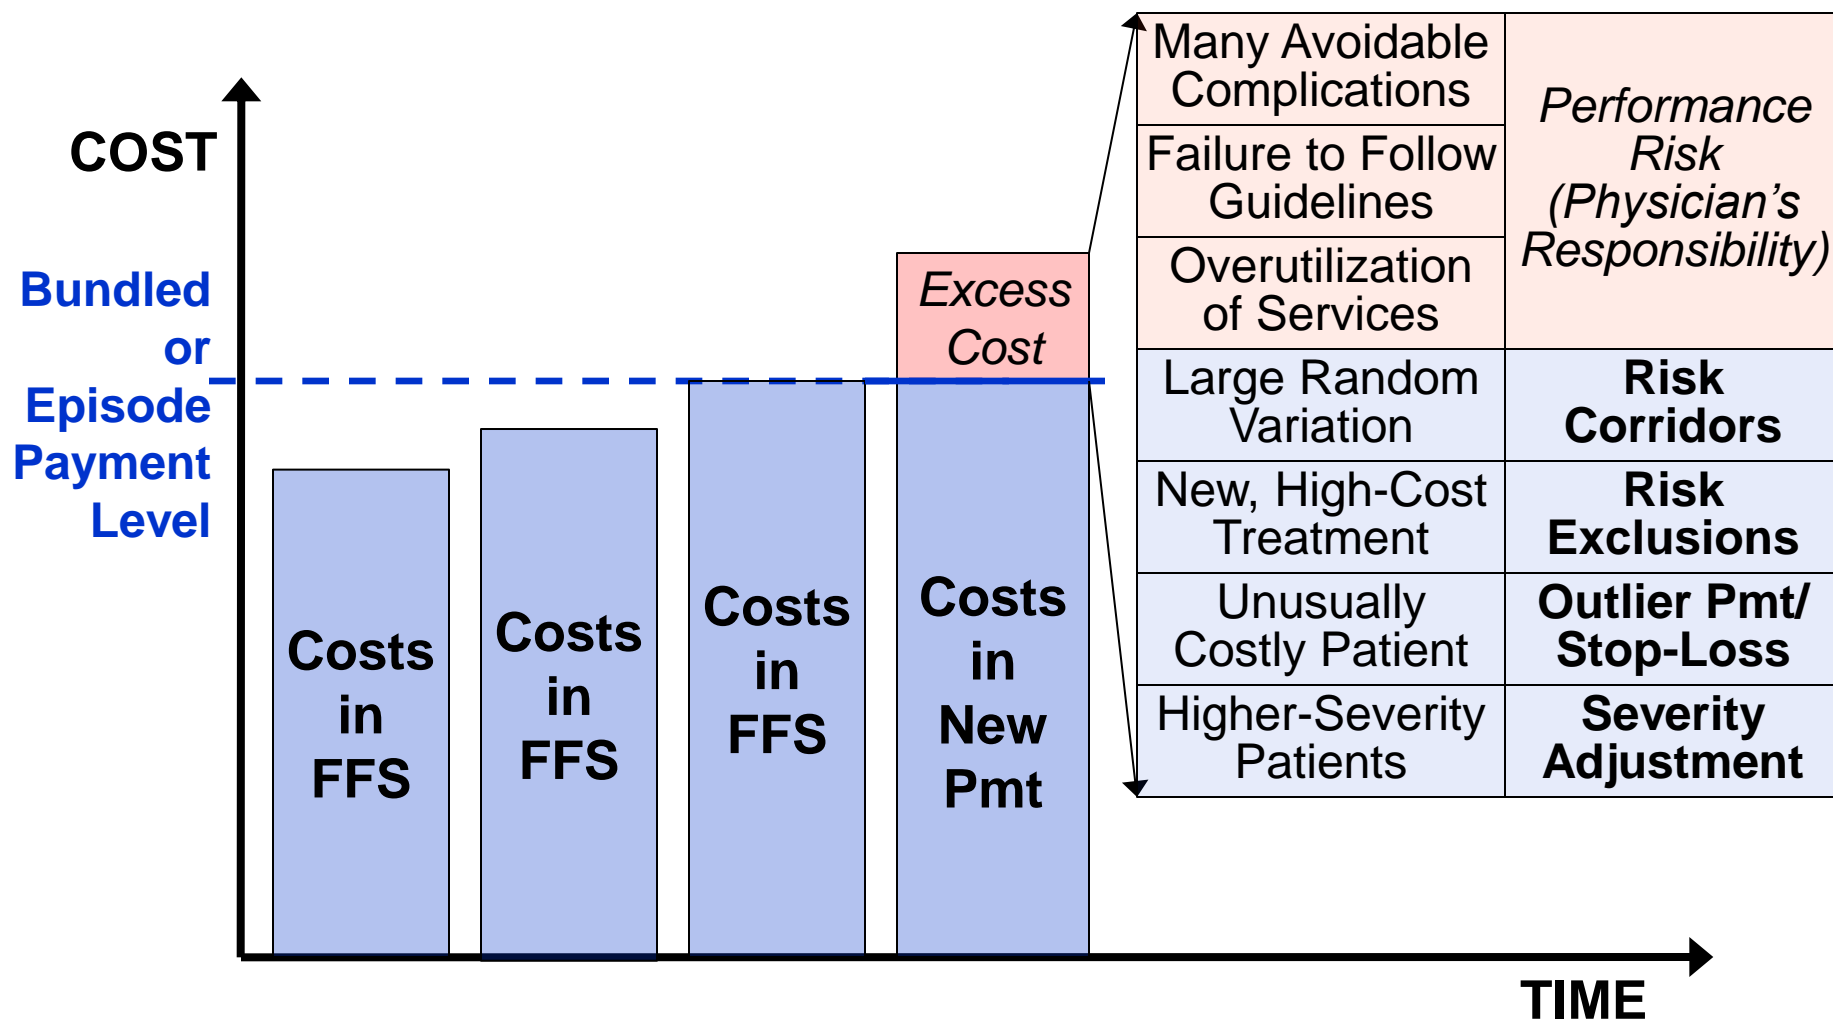 COST
Bundled
or
Episode
Payment
Level
Costs
in
FFS
Costs
in
FFS
Costs
in
FFS
Excess
Cost
Costs
in
New
Pmt
Many Avoidable
Complications
Failure to Follow
Guidelines
Overutilization
of Services
Performance
Risk
(Physician’s
Responsibility)
Large Random
Variation
Risk
Corridors
New, High-Cost
Treatment
Risk
Exclusions
Unusually
Costly Patient
Outlier Pmt/
Stop-Loss
Higher-Severity
Patients
Severity
Adjustment
TIME